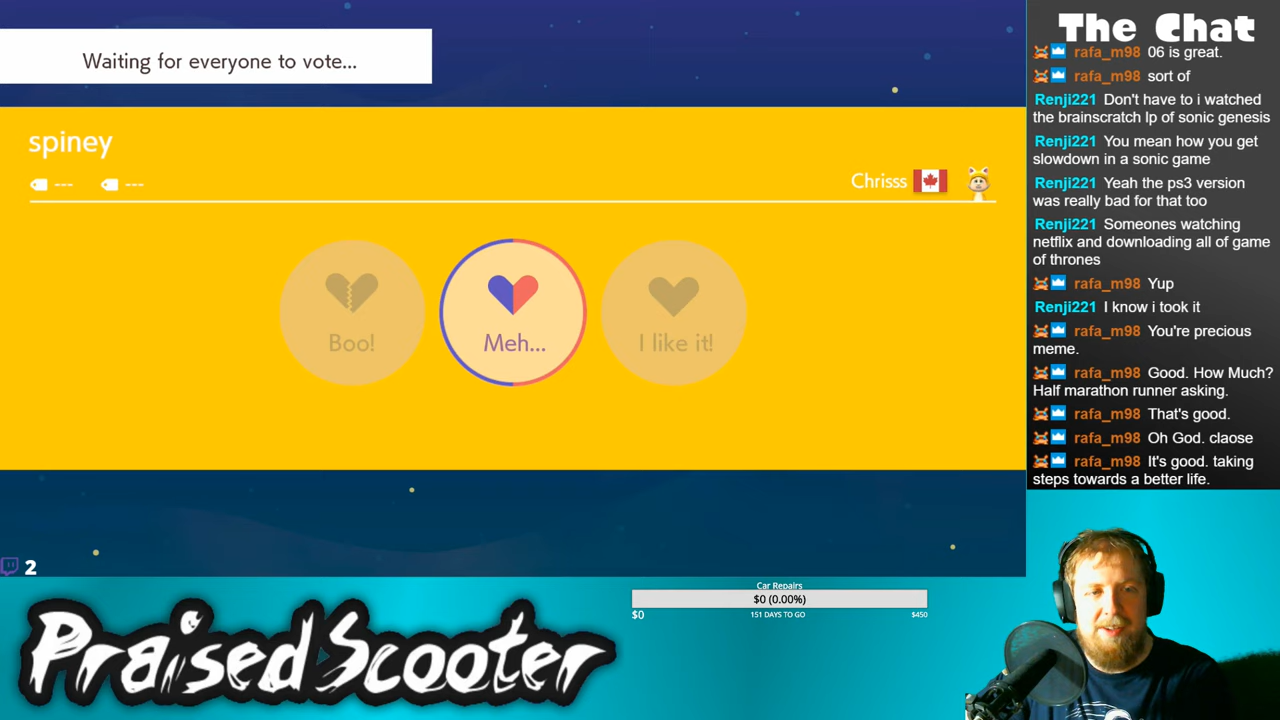 Waiting for everyone to vote...
spiney
---
---
Chrisss
Boo!
Meh...
I like it!
2
PraisedScooter
Car Repairs
$0 (0.00%)
$0
151 DAYS TO GO
$450
The Chat
rafa_m98 06 is great.
rafa_m98 sort of
Renji221 Don't have to i watched
the brainscratch lp of sonic genesis
Renji221 You mean how you get
slowdown in a sonic game
Renji221 Yeah the ps3 version
was really bad for that too
Renji221 Someones watching
netflix and downloading all of game
of thrones
rafa_m98 Yup
Renji221 I know i took it
rafa_m98 You're precious
meme.
rafa_m98 Good. How Much?
Half marathon runner asking.
rafa_m98 That's good.
rafa_m98 Oh God. claose
rafa_m98 It's good. taking
steps towards a better life.